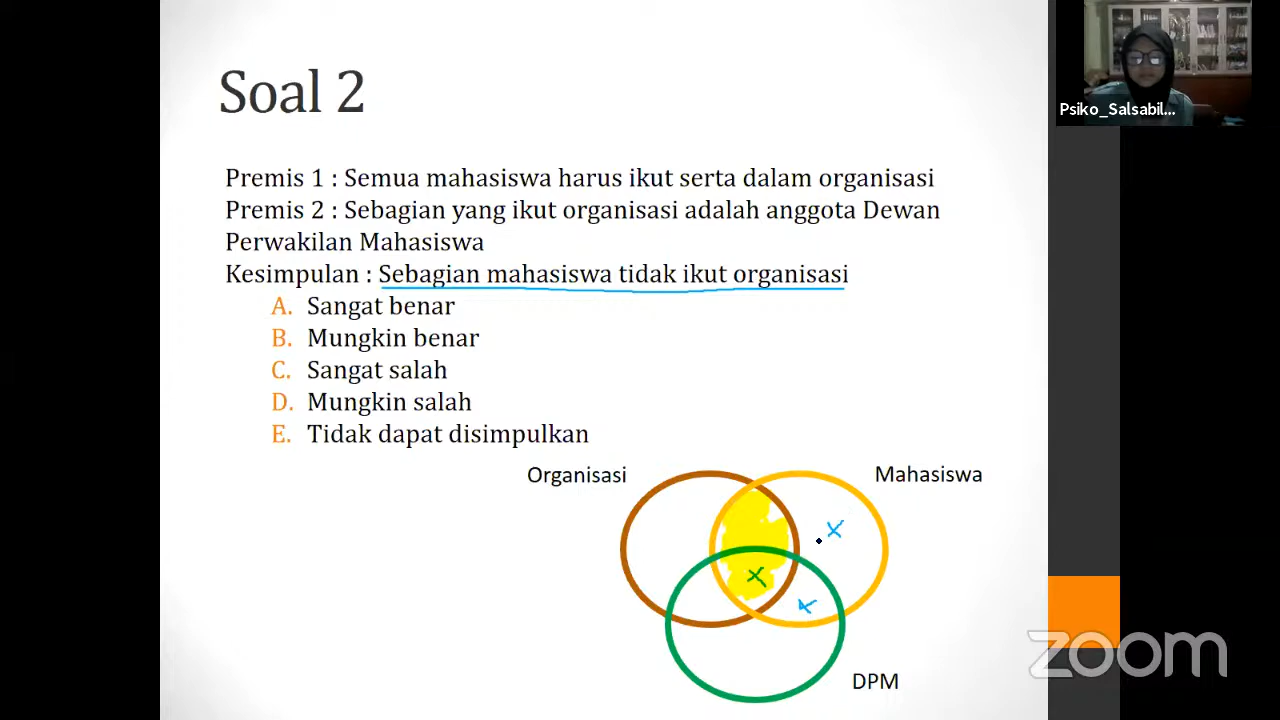 Soal 2
Premis 1 : Semua mahasiswa harus ikut serta dalam organisasi
Premis 2 : Sebagian yang ikut organisasi adalah anggota Dewan
Perwakilan Mahasiswa
Kesimpulan : Sebagian mahasiswa tidak ikut organisasi
A. Sangat benar
B. Mungkin benar
C. Sangat salah
D. Mungkin salah
E. Tidak dapat disimpulkan
Organisasi
Mahasiswa
DPM
Psiko_Salsabil...
zoom